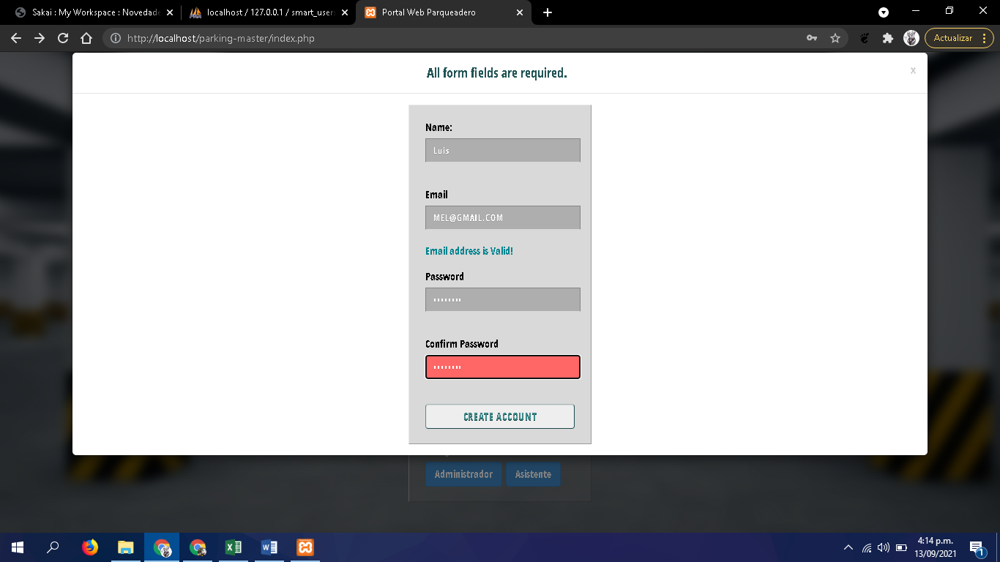 Sakai : My Workspace : Novedade
localhost / 127.0.0.1 / smart_user
Portal Web Parqueadero
http://localhost/parking-master/index.php
Actualizar
All form fields are required.
x
Name:
Luis
Email
MEL@GMAIL.COM
Email address is Valid!
Password
Confirm Password
CREATE ACCOUNT
Administrador
Asistente
4:14 p.m.
13/09/2021
1